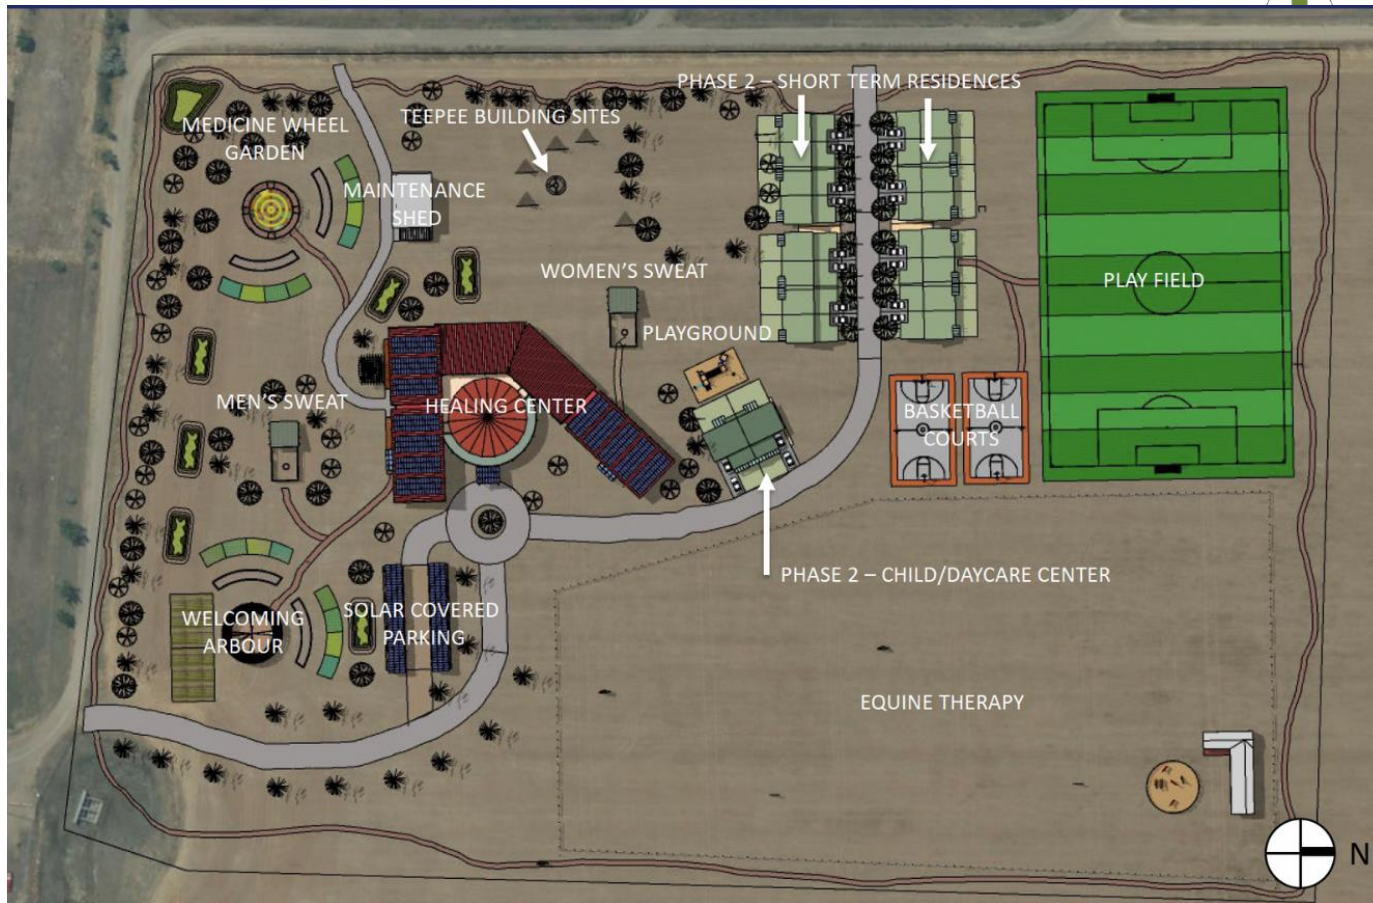 PHASE 2 – SHORT TERM RESIDENCES
TEEPEE BUILDING SITES
MEDICINE WHEEL
GARDEN
MAINTENANCE
SHED
WOMEN'S SWEAT
PLAY FIELD
PLAYGROUND
MEN'S SWEAT
HEALING CENTER
BASKETBALL
COURTS
PHASE 2 – CHILD/DAYCARE CENTER
WELCOMING
ARBOUR
SOLAR COVERED
PARKING
EQUINE THERAPY
N